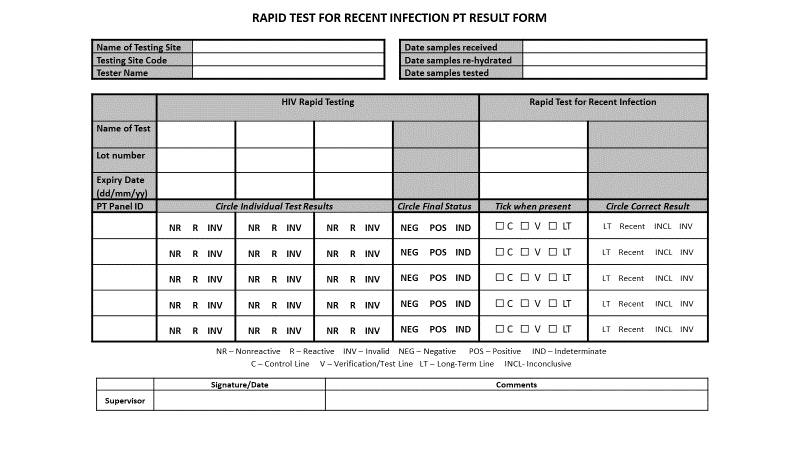 RAPID TEST FOR RECENT INFECTION PT RESULT FORM
Name of Testing Site
Testing Site Code
Tester Name
Date samples received
Date samples re-hydrated
Date samples tested
HIV Rapid Testing Rapid Test for Recent Infection
Name of Test
Lot number
Expiry Date
(dd/mm/yy)
PT Panel ID Circle Individual Test Results Circle Final Status Tick when present Circle Correct Result
NR R INV NR R INV NR R INV NEG POS IND ☐ C ☐ V ☐ LT LT Recent INCL INV
NR R INV NR R INV NR R INV NEG POS IND ☐ C ☐ V ☐ LT LT Recent INCL INV
NR R INV NR R INV NR R INV NEG POS IND ☐ C ☐ V ☐ LT LT Recent INCL INV
NR R INV NR R INV NR R INV NEG POS IND ☐ C ☐ V ☐ LT LT Recent INCL INV
NR R INV NR R INV NR R INV NEG POS IND ☐ C ☐ V ☐ LT LT Recent INCL INV
NR – Nonreactive R – Reactive INV – Invalid NEG – Negative POS – Positive IND – Indeterminate
C – Control Line V – Verification/Test Line LT – Long-Term Line INCL- Inconclusive
Signature/Date Comments
Supervisor